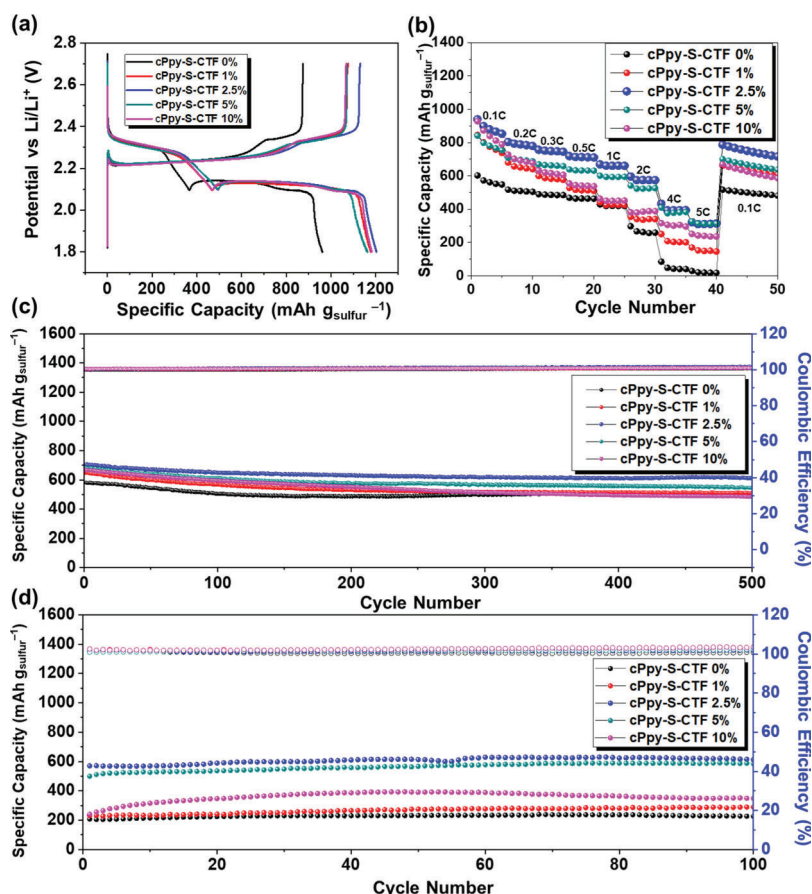 (a)
2.8
2.6
2.4
2.2
2.0
1.8
Potential vs Li/Li⁺ (V)
cPpy-S-CTF 0%
cPpy-S-CTF 1%
cPpy-S-CTF 2.5%
cPpy-S-CTF 5%
cPpy-S-CTF 10%
0 200 400 600 800 1000 1200
Specific Capacity (mAh gsulfur⁻¹)
(b)
1400
1200
1000
800
600
400
200
0
Specific Capacity (mAh gsulfur⁻¹)
cPpy-S-CTF 0%
cPpy-S-CTF 1%
cPpy-S-CTF 2.5%
cPpy-S-CTF 5%
cPpy-S-CTF 10%
0.1C
0.2C
0.3C
0.5C
1C
2C
4C
5C
0.1C
0 10 20 30 40 50
Cycle Number
(c)
1600
1400
1200
1000
800
600
400
200
0
Specific Capacity (mAh gsulfur⁻¹)
cPpy-S-CTF 0%
cPpy-S-CTF 1%
cPpy-S-CTF 2.5%
cPpy-S-CTF 5%
cPpy-S-CTF 10%
120
100
80
60
40
20
0
Coulombic Efficiency (%)
0 100 200 300 400 500
Cycle Number
(d)
1600
1400
1200
1000
800
600
400
200
0
Specific Capacity (mAh gsulfur⁻¹)
cPpy-S-CTF 0%
cPpy-S-CTF 1%
cPpy-S-CTF 2.5%
cPpy-S-CTF 5%
cPpy-S-CTF 10%
120
100
80
60
40
20
0
Coulombic Efficiency (%)
0 20 40 60 80 100
Cycle Number